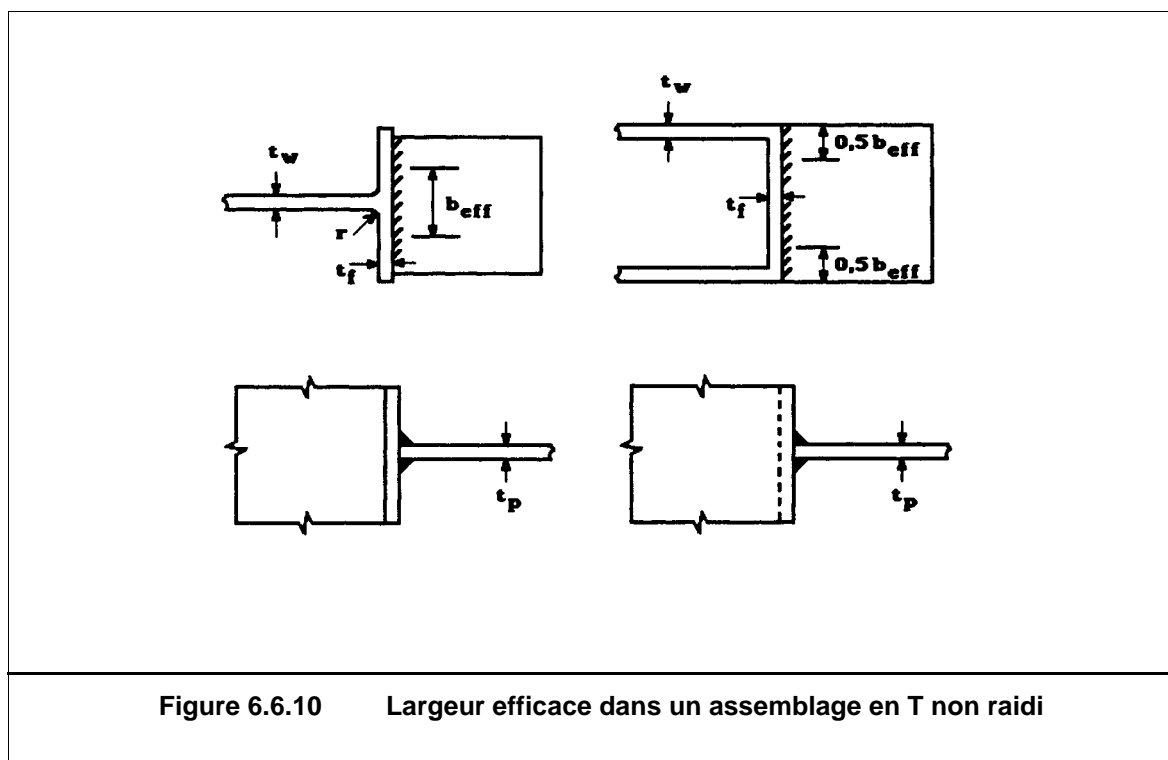 t_w
b_eff
r
t_f
t_w
0,5b_eff
t_f
0,5b_eff
t_p
t_p
Figure 6.6.10 Largeur efficace dans un assemblage en T non raidi